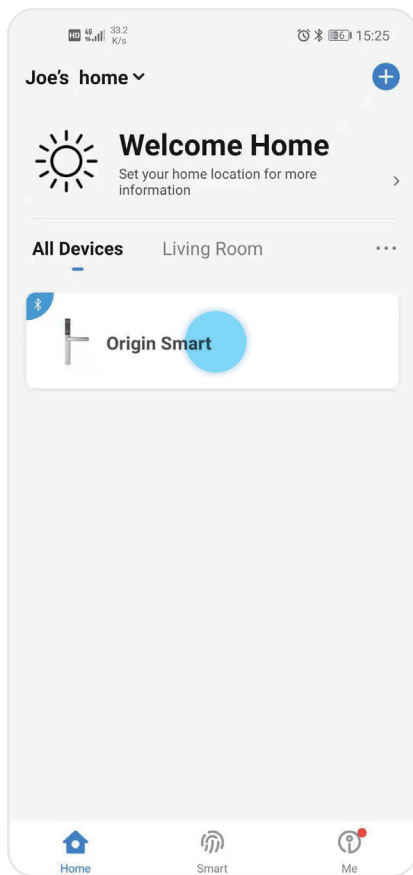 HD 4G 33.2 K/s 86 15:25
Joe's home
Welcome Home
Set your home location for more
information
All Devices Living Room
Origin Smart
Home Smart Me